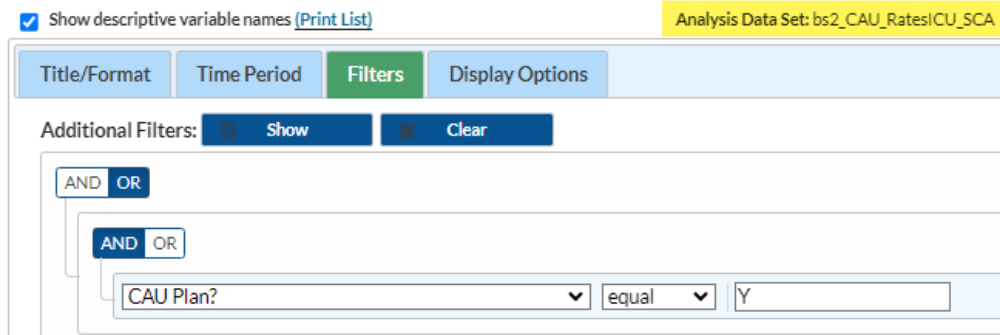 Show descriptive variable names (Print List) Analysis Data Set: bs2_CAU_RatesICU_SCA
Title/Format Time Period Filters Display Options
Additional Filters: Show Clear
AND OR
AND OR
CAU Plan? equal Y